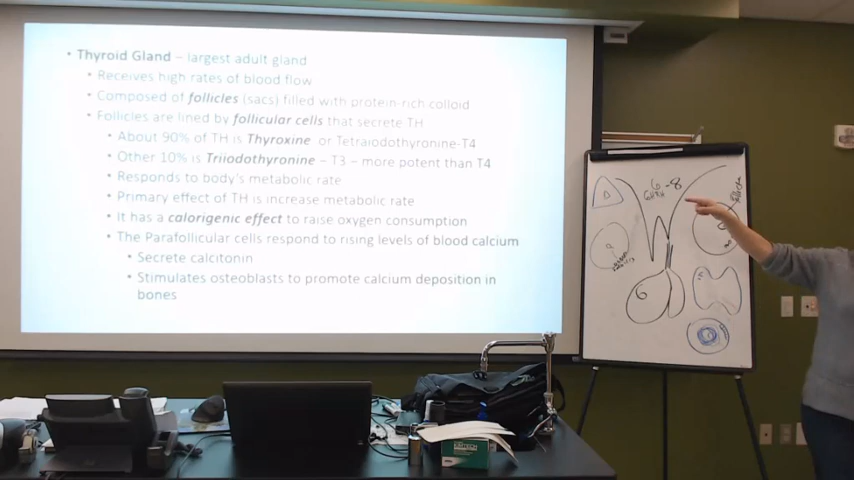 • Thyroid Gland – largest adult gland
• Receives high rates of blood flow
• Composed of follicles (sacs) filled with protein-rich colloid
• Follicles are lined by follicular cells that secrete TH
• About 90% of TH is Thyroxine or Tetraiodothyronine-T4
• Other 10% is Triiodothyronine – T3 – more potent than T4
• Responds to body's metabolic rate
• Primary effect of TH is increase metabolic rate
• It has a calorigenic effect to raise oxygen consumption
• The Parafollicular cells respond to rising levels of blood calcium
• Secrete calcitonin
• Stimulates osteoblasts to promote calcium deposition in
bones